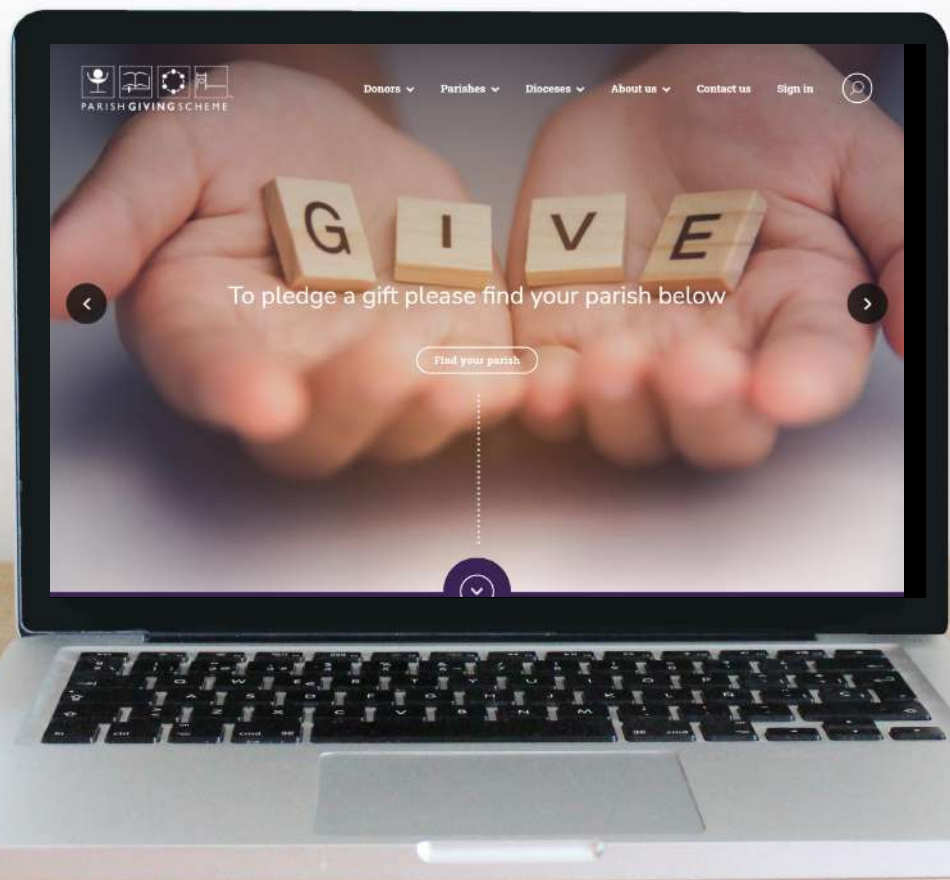 PARISH GIVING SCHEME
Donors
Parishes
Dioceses
About us
Contact us
Sign in
G I V E
To pledge a gift please find your parish below
Find your parish